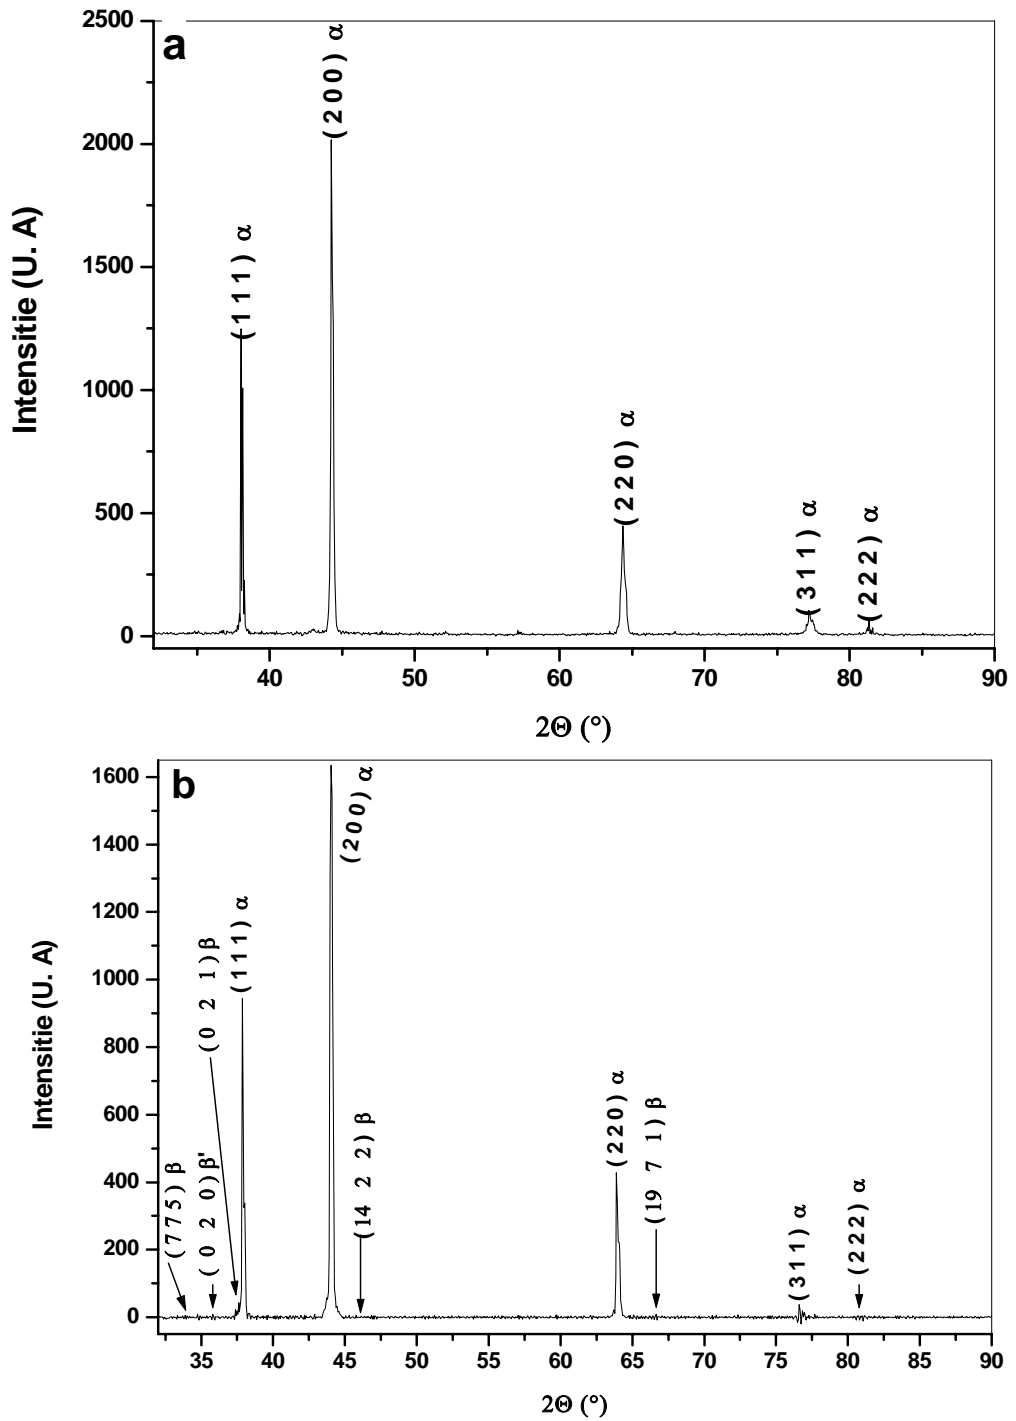 a
2500
2000
1500
1000
500
0
Intensitie (U. A)
(111) α
(200) α
(220) α
(311) α
(222) α
40
50
60
70
80
90
2Θ (°)
b
1600
1400
1200
1000
800
600
400
200
0
Intensitie (U. A)
(775) β
(0 2 0)β'
(0 2 1)β
(111) α
(200) α
(14 2 2) β
(220) α
(19 7 1) β
(311) α
(222) α
35
40
45
50
55
60
65
70
75
80
85
90
2Θ (°)